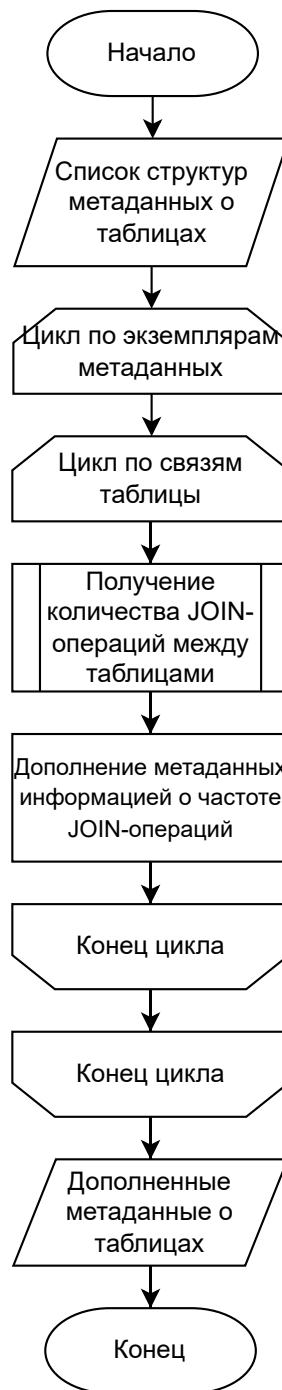 Начало
Список структур
метаданных о
таблицах
Цикл по экземплярам
метаданных
Цикл по связям
таблицы
Получение
количества JOIN-
операций между
таблицами
Дополнение метаданных
информацией о частоте
JOIN-операций
Конец цикла
Конец цикла
Дополненные
метаданные о
таблицах
Конец